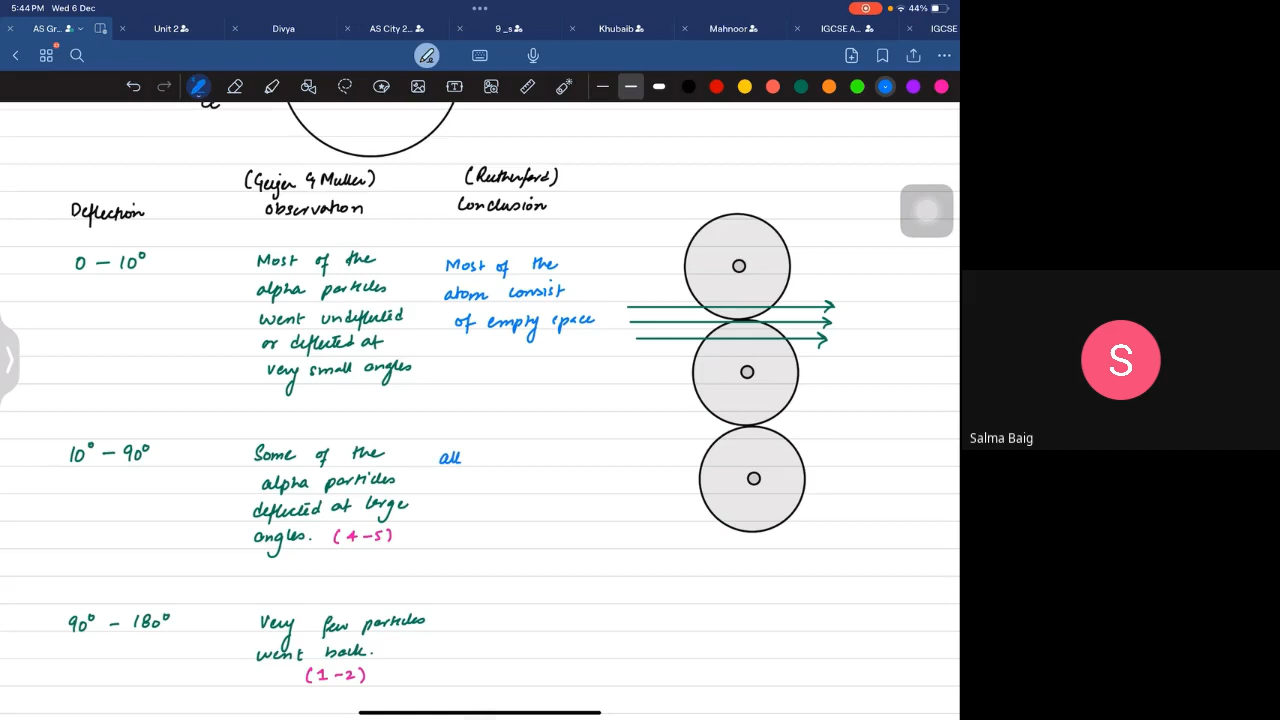 5:44 PM Wed 6 Dec
44%
AS Gr...
Unit 2
Divya
AS City 2...
9 _s
Khubaib
Mahnoor
IGCSE A...
IGCSE
(Geiger & Muller)
(Rutherford)
Deflection
observation
Conclusion
0 – 10°
Most of the
alpha particles
went undeflected
or deflected at
very small angles
Most of the
atom consist
of empty space
10° – 90°
Some of the
alpha particles
deflected at large
angles. (4-5)
all
90° – 180°
Very few particles
went back.
(1-2)
S
Salma Baig